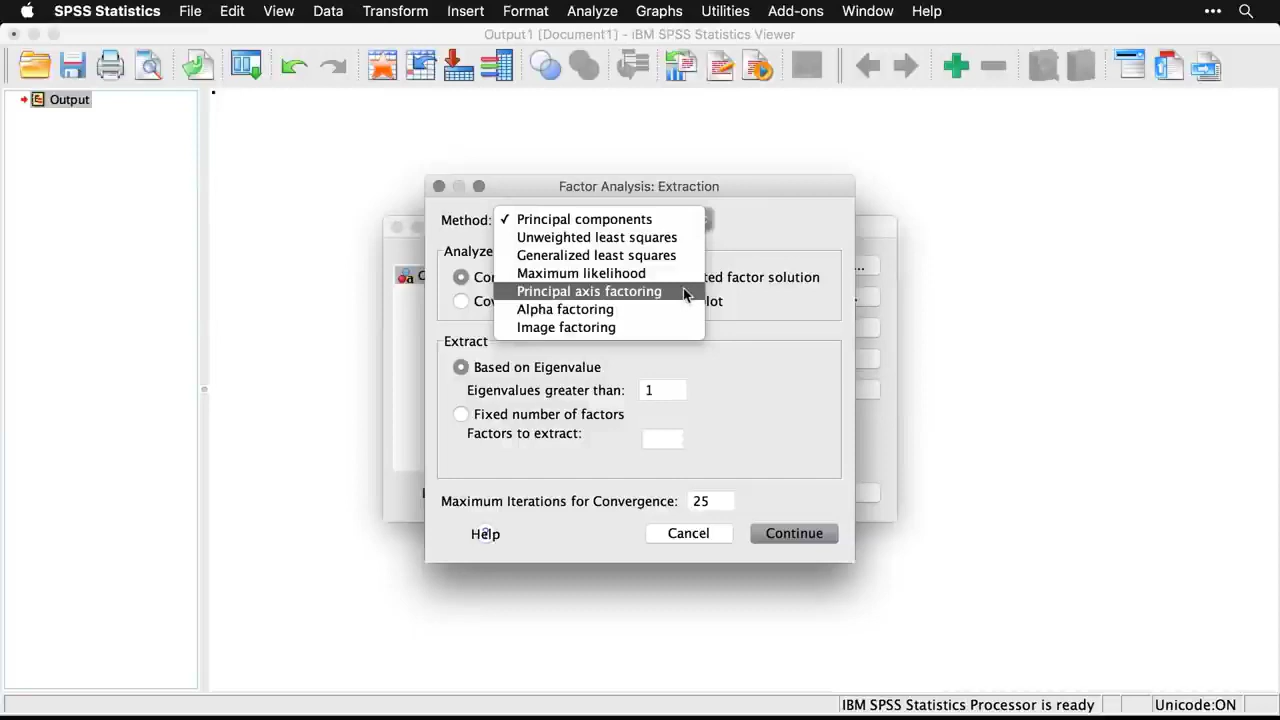 SPSS Statistics File Edit View Data Transform Insert Format Analyze Graphs Utilities Add-ons Window Help
Output1 [Document1] - IBM SPSS Statistics Viewer
Output
Factor Analysis: Extraction
Method: ✓ Principal components
Unweighted least squares
Generalized least squares
Maximum likelihood
Principal axis factoring
Alpha factoring
Image factoring
Analyze
Cor ted factor solution
Cov lot
Extract
Based on Eigenvalue
Eigenvalues greater than: 1
Fixed number of factors
Factors to extract:
Maximum Iterations for Convergence: 25
Help Cancel Continue
IBM SPSS Statistics Processor is ready Unicode:ON